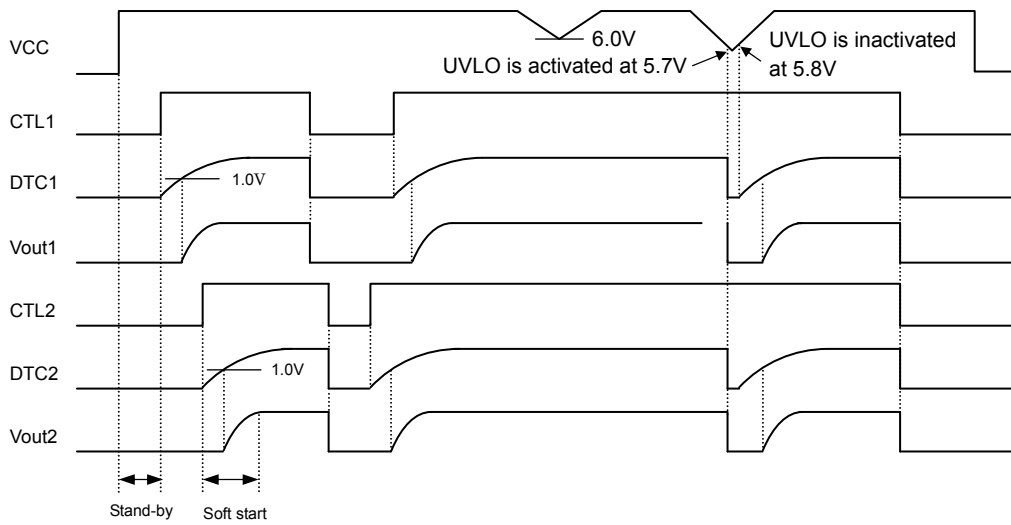 VCC
6.0V
UVLO is activated at 5.7V
UVLO is inactivated
at 5.8V
CTL1
DTC1
1.0V
Vout1
CTL2
DTC2
1.0V
Vout2
Stand-by
Soft start